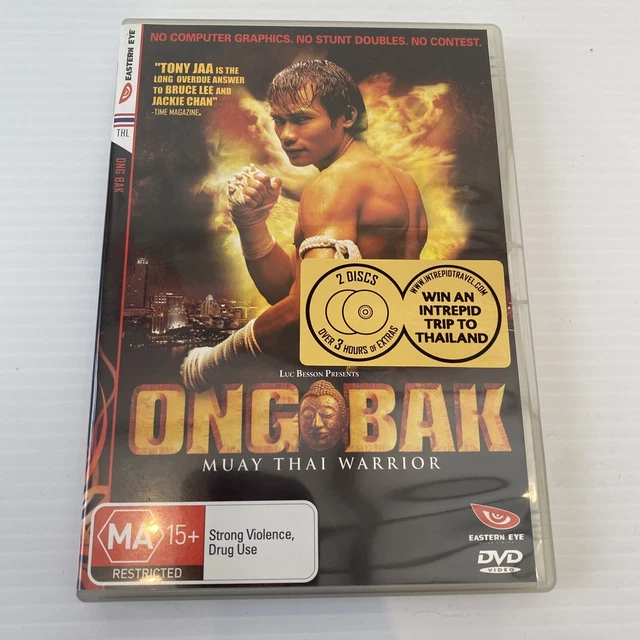 NO COMPUTER GRAPHICS. NO STUNT DOUBLES. NO CONTEST.
EASTERN EYE
THL
ONG BAK
"TONY JAA IS THE
LONG OVERDUE ANSWER
TO BRUCE LEE AND
JACKIE CHAN"
-TIME MAGAZINE.
2 DISCS
OVER 3 HOURS OF EXTRAS
WWW.INTREPIDTRAVEL.COM
WIN AN
INTREPID
TRIP TO
THAILAND
LUC BESSON PRESENTS
ONG BAK
MUAY THAI WARRIOR
MA 15+
RESTRICTED
Strong Violence,
Drug Use
EASTERN EYE
DVD
VIDEO